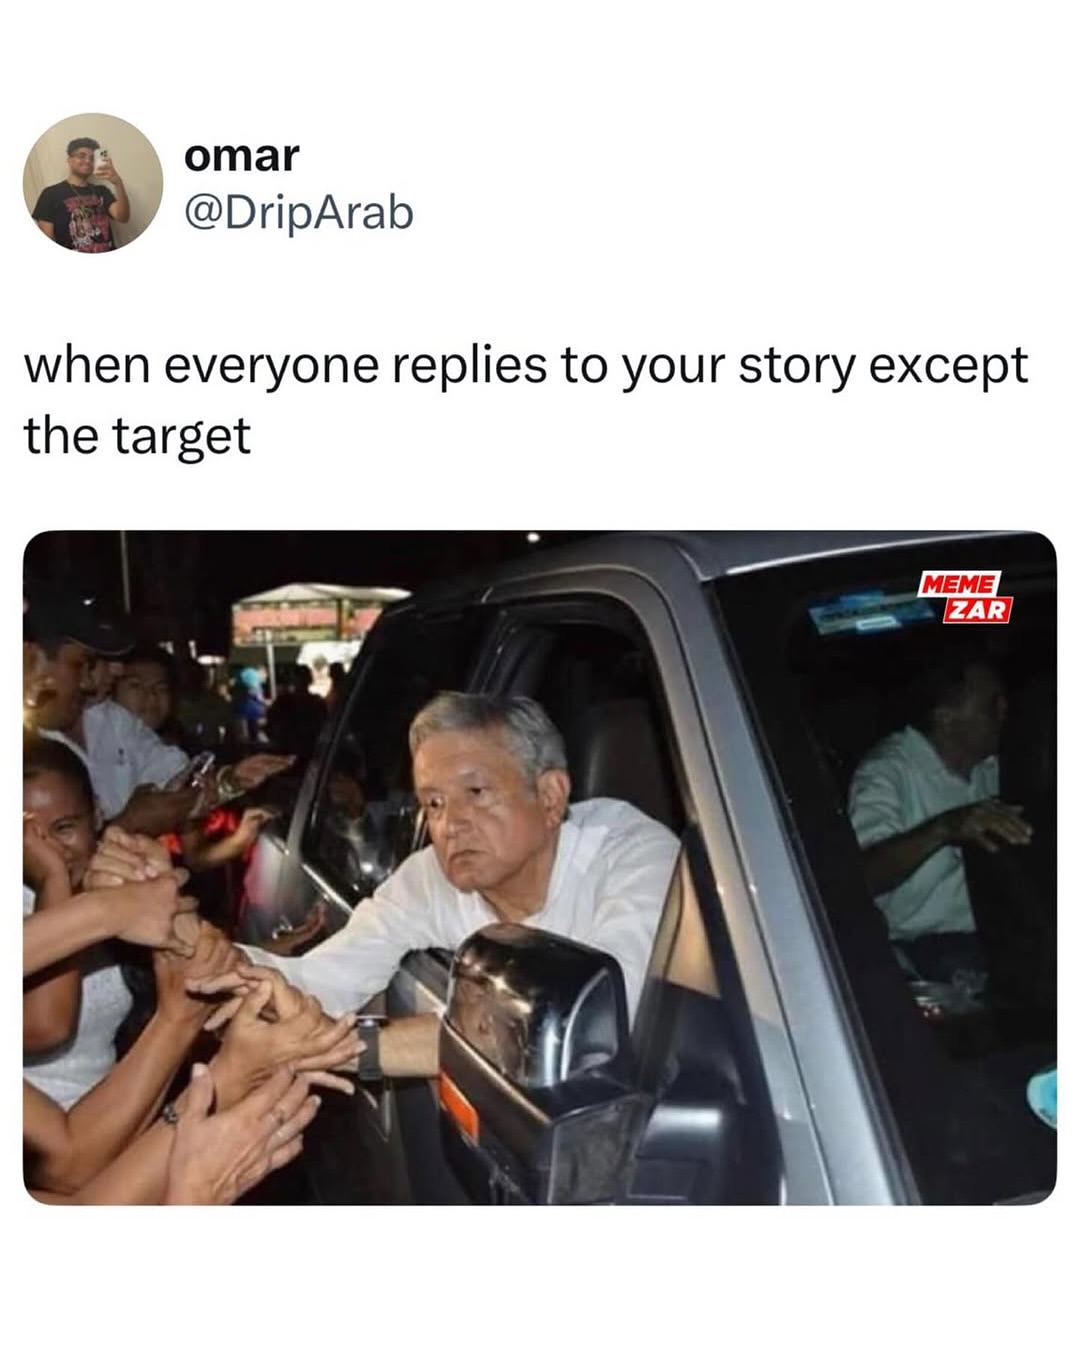 omar
@DripArab
when everyone replies to your story except
the target
MEME
ZAR